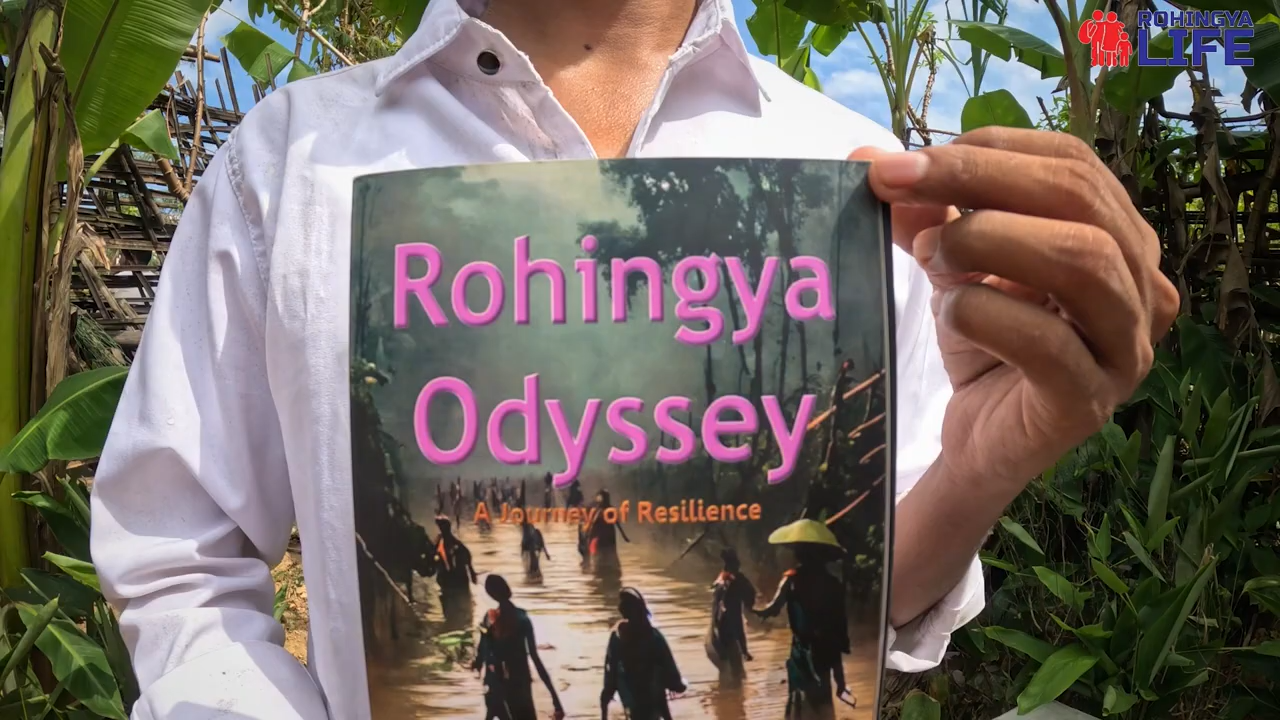 ROHINGYA
LIFE
Rohingya
Odyssey
A Journey of Resilience